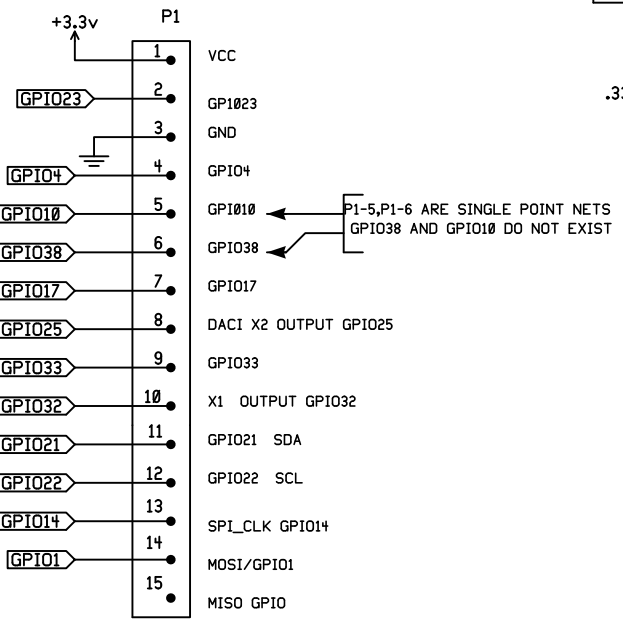 P1
+3.3v
1 VCC
.33
GPIO23 2 GP1023
3 GND
GPIO4 4 GPIO4
GPIO10 5 GPI010 P1-5,P1-6 ARE SINGLE POINT NETS
GPIO38 AND GPIO10 DO NOT EXIST
GPIO38 6 GPIO38
GPIO17 7 GPIO17
GPIO25 8 DACI X2 OUTPUT GPIO25
GPIO33 9 GPIO33
GPIO32 10 X1 OUTPUT GPIO32
GPIO21 11 GPIO21 SDA
GPIO22 12 GPIO22 SCL
GPIO14 13 SPI_CLK GPIO14
GPIO1 14 MOSI/GPIO1
15 MISO GPIO